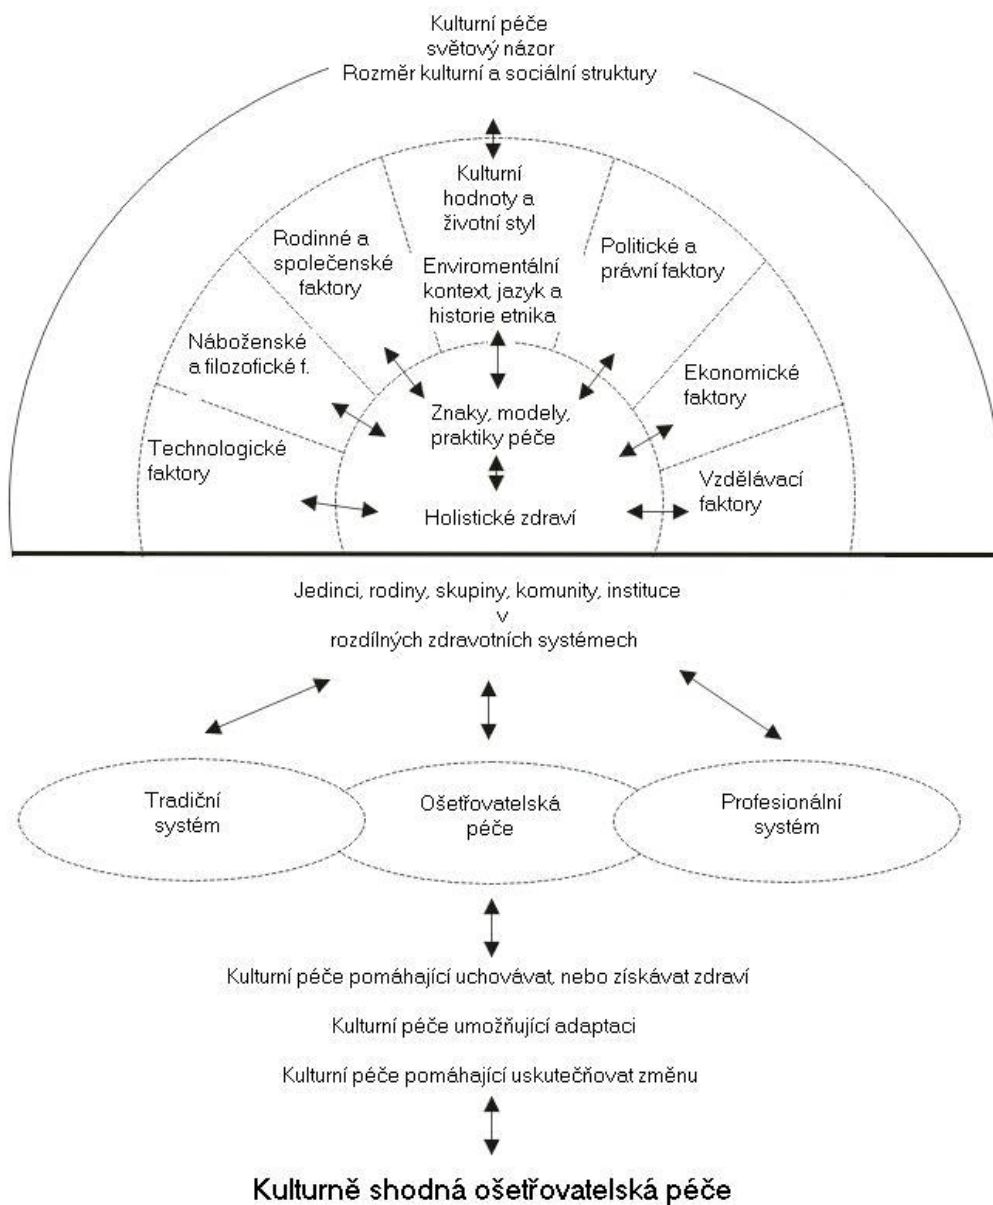 Kulturní péče
světový názor
Rozměr kulturní a sociální struktury
Kulturní
hodnoty a
životní styl
Rodinné a
společenské
faktory
Politické a
právní faktory
Enviromentální
kontext, jazyk a
historie etnika
Náboženské
a filozofické f.
Ekonomické
faktory
Znaky, modely,
praktiky péče
Technologické
faktory
Vzdělávací
faktory
Holistické zdraví
Jedinci, rodiny, skupiny, komunity, instituce
v
rozdílných zdravotních systémech
Tradiční
systém
Ošetřovatelská
péče
Profesionální
systém
Kulturní péče pomáhající uchovávat, nebo získávat zdraví
Kulturní péče umožňující adaptaci
Kulturní péče pomáhající uskutečňovat změnu
Kulturně shodná ošetřovatelská péče